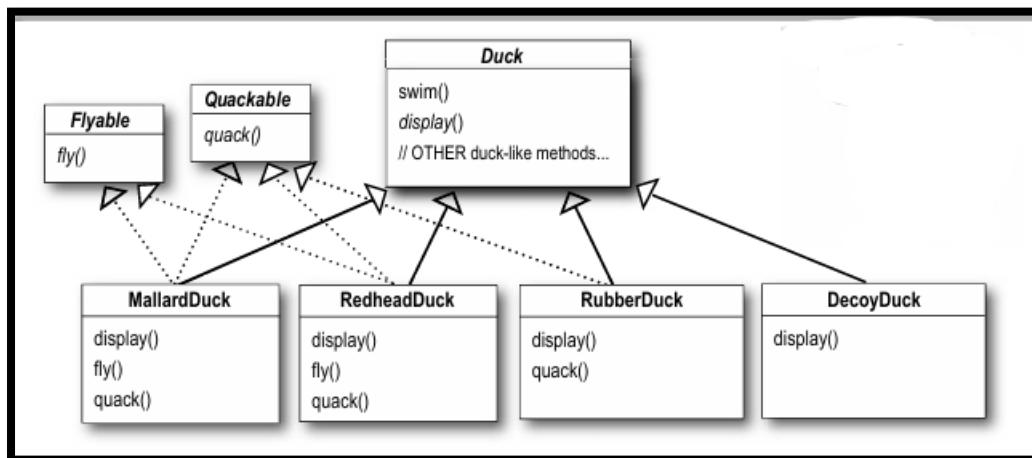 Duck
swim()
display()
// OTHER duck-like methods...
Quackable
quack()
Flyable
fly()
MallardDuck
display()
fly()
quack()
RedheadDuck
display()
fly()
quack()
RubberDuck
display()
quack()
DecoyDuck
display()